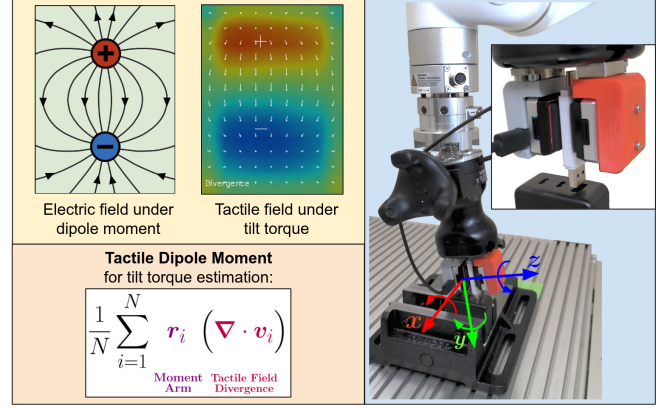 +
−
Divergence
Electric field under
dipole moment
Tactile field under
tilt torque
Tactile Dipole Moment
for tilt torque estimation:
1/N ∑_{i=1}^{N} r_i (∇ · v_i)
Moment
Arm
Tactile Field
Divergence
z
x
y